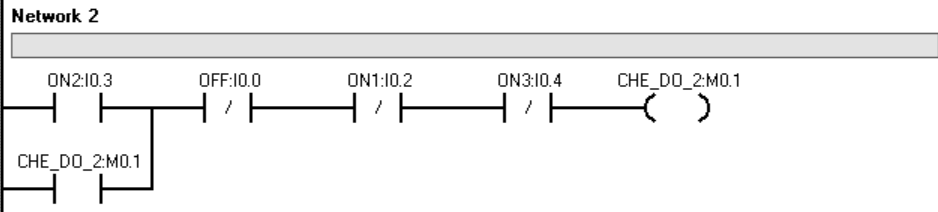 Network 2
ON2:I0.3 OFF:I0.0 ON1:I0.2 ON3:I0.4 CHE_DO_2:M0.1
/ / /
CHE_DO_2:M0.1